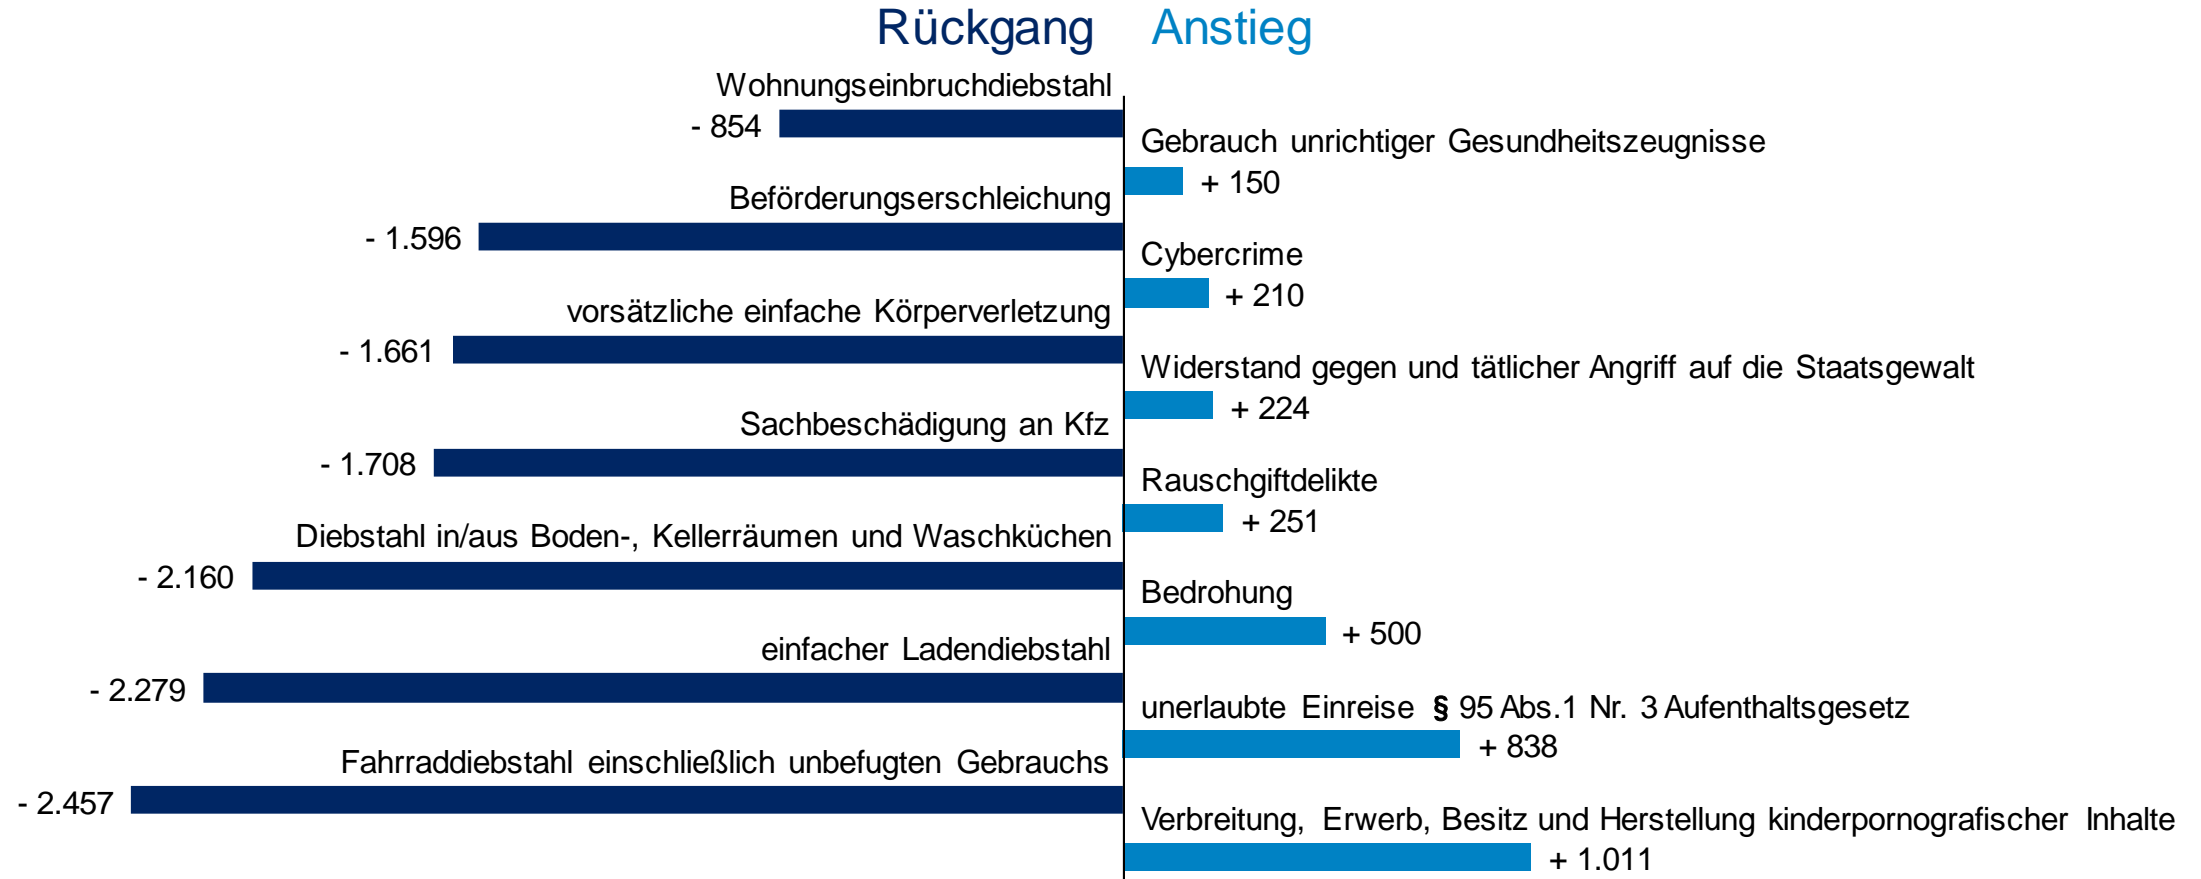 Rückgang Anstieg
Wohnungseinbruchdiebstahl
- 854
Gebrauch unrichtiger Gesundheitszeugnisse
+ 150
Beförderungserschleichung
- 1.596
Cybercrime
+ 210
vorsätzliche einfache Körperverletzung
- 1.661
Widerstand gegen und tätlicher Angriff auf die Staatsgewalt
+ 224
Sachbeschädigung an Kfz
- 1.708
Rauschgiftdelikte
+ 251
Diebstahl in/aus Boden-, Kellerräumen und Waschküchen
- 2.160
Bedrohung
+ 500
einfacher Ladendiebstahl
- 2.279
unerlaubte Einreise § 95 Abs.1 Nr. 3 Aufenthaltsgesetz
+ 838
Fahrraddiebstahl einschließlich unbefugten Gebrauchs
- 2.457
Verbreitung, Erwerb, Besitz und Herstellung kinderpornografischer Inhalte
+ 1.011